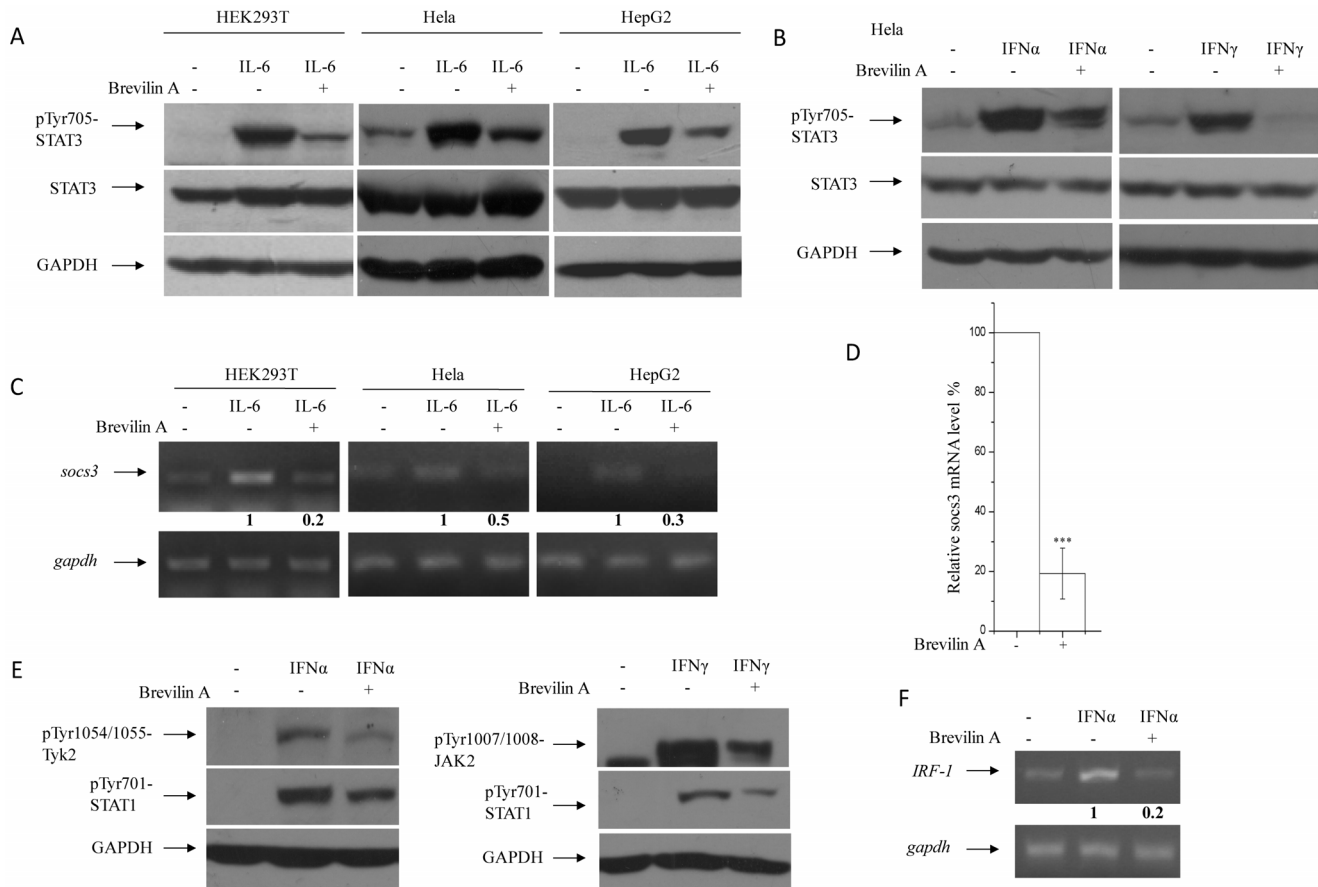 A
HEK293T Hela HepG2
- IL-6 IL-6 - IL-6 IL-6 - IL-6 IL-6
Brevilin A - - + - - + - - +
pTyr705-
STAT3
STAT3
GAPDH
B
Hela
- IFNα IFNα - IFNγ IFNγ
Brevilin A - - + - - +
pTyr705-
STAT3
STAT3
GAPDH
C
HEK293T Hela HepG2
- IL-6 IL-6 - IL-6 IL-6 - IL-6 IL-6
Brevilin A - - + - - + - - +
socs3
1 0.2 1 0.5 1 0.3
gapdh
D
Relative socs3 mRNA level %
100
80
60
40
20
0
***
Brevilin A - +
E
- IFNα IFNα
Brevilin A - - +
pTyr1054/1055-
Tyk2
pTyr701-
STAT1
GAPDH
- IFNγ IFNγ
Brevilin A - - +
pTyr1007/1008-
JAK2
pTyr701-
STAT1
GAPDH
F
- IFNα IFNα
Brevilin A - - +
IRF-1
1 0.2
gapdh